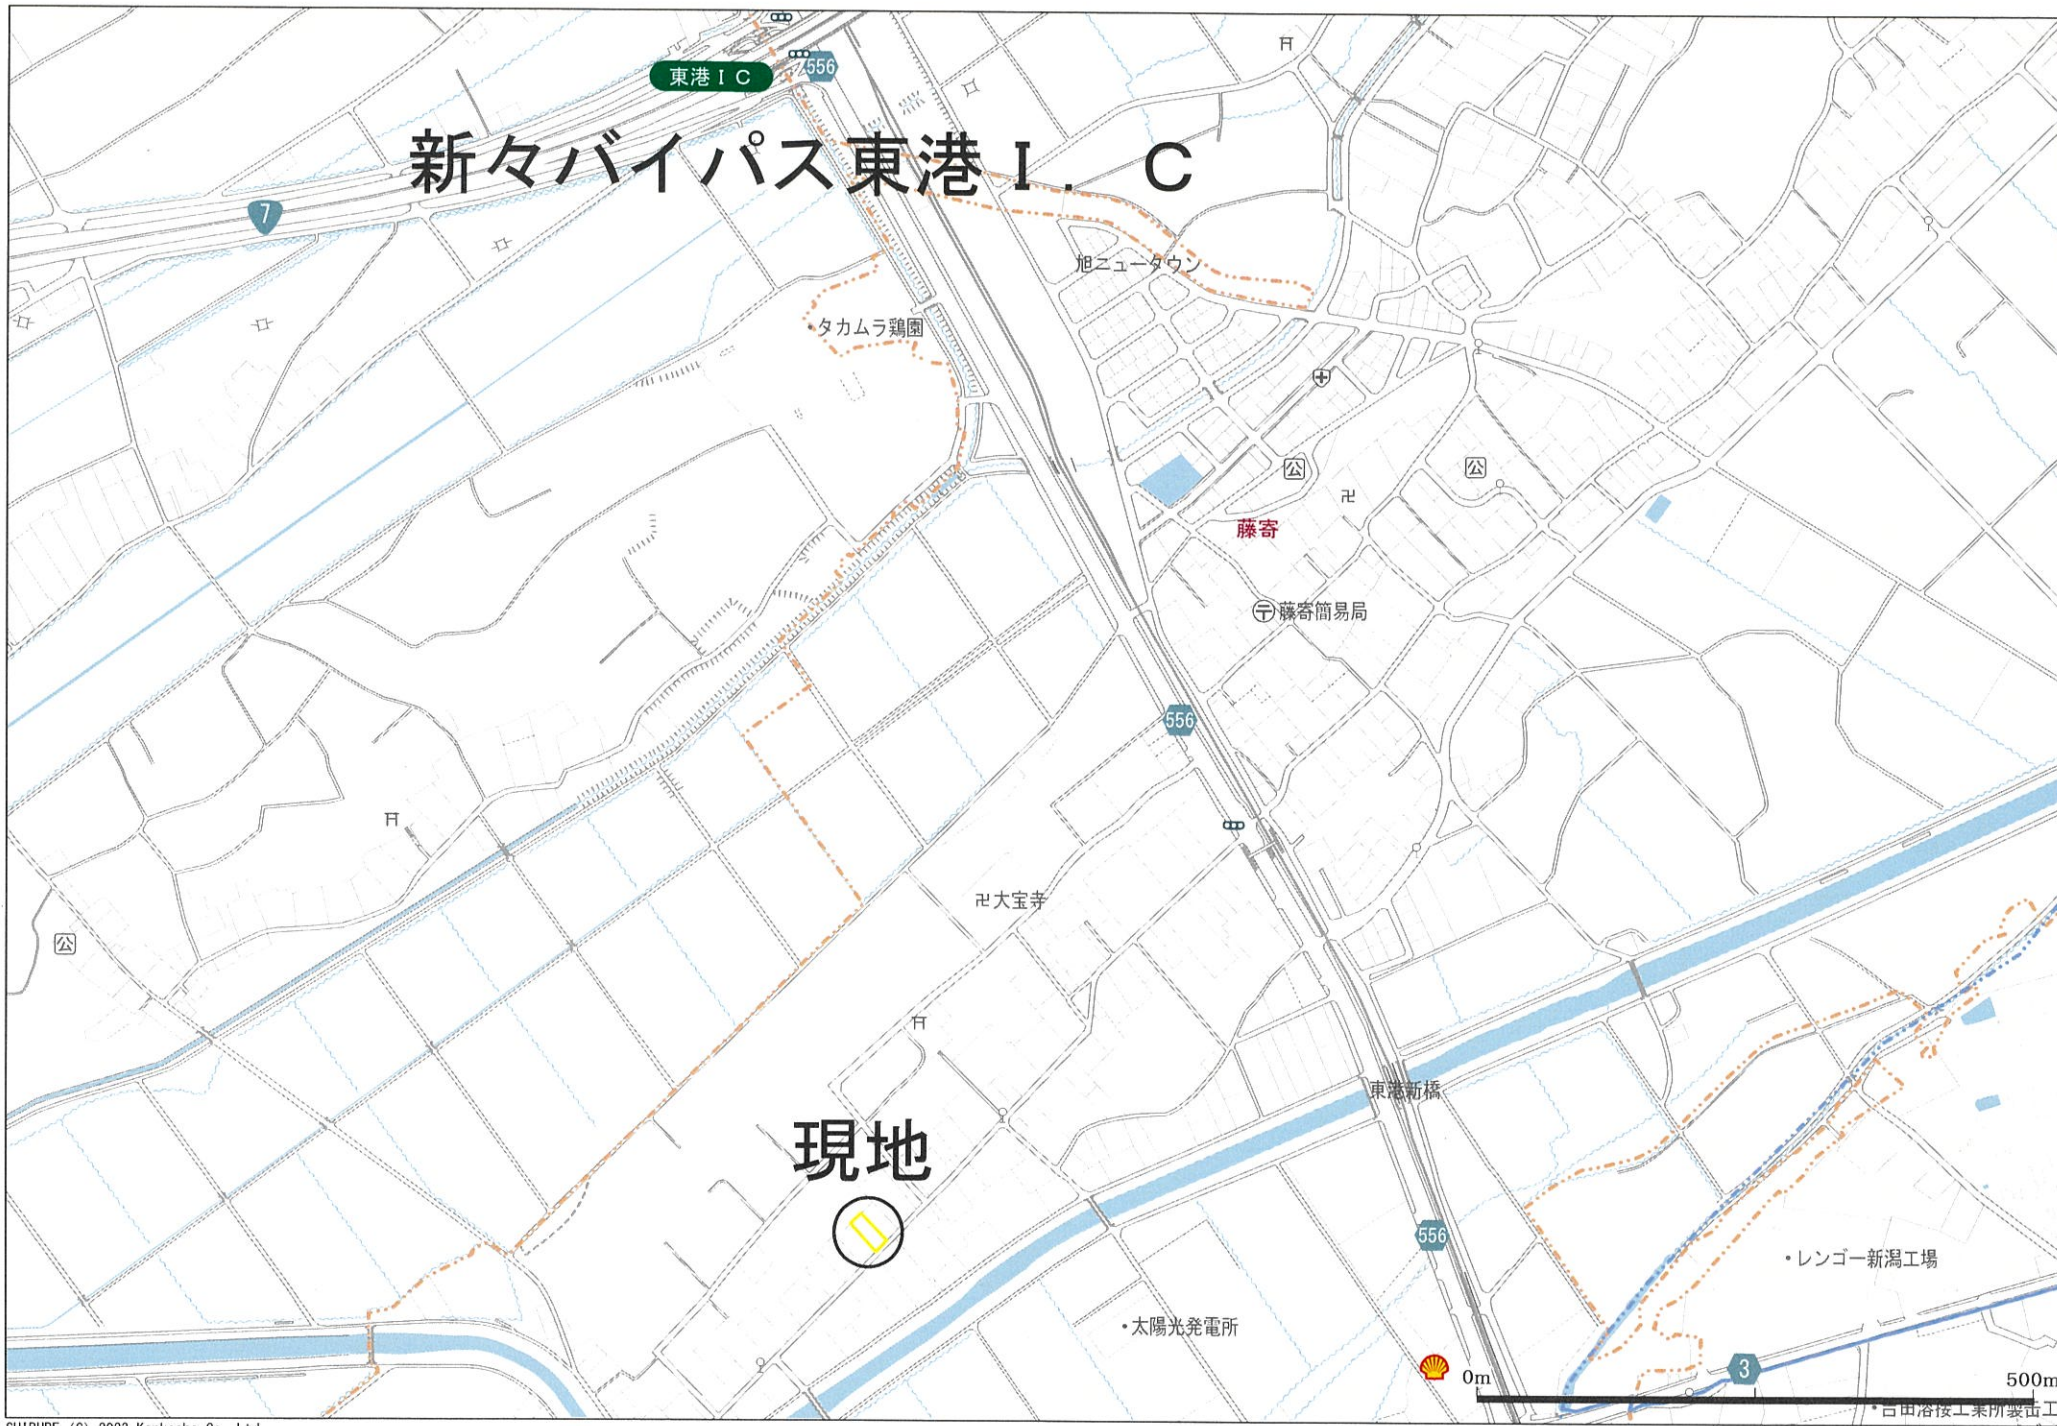 東港ＩＣ
556
新々バイパス東港Ｉ．Ｃ
7
旭ニュータウン
・タカムラ鶏園
公
公
藤寄
藤寄簡易局
556
大宝寺
公
東港新橋
現地
556
・レンゴー新潟工場
・太陽光発電所
0m
500m
3